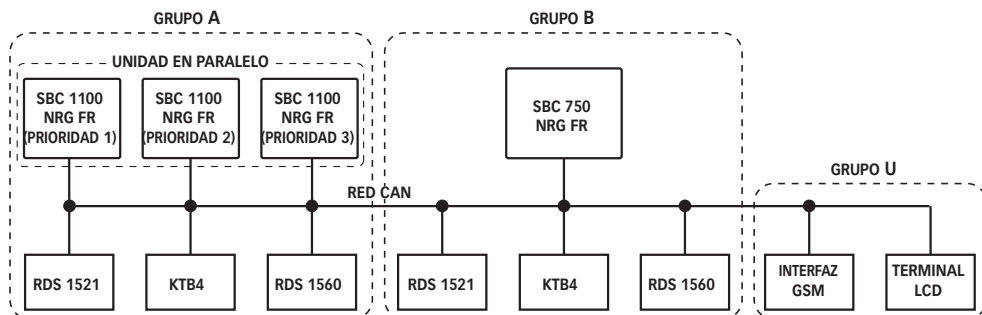 GRUPO A
GRUPO B
UNIDAD EN PARALELO
SBC 1100
NRG FR
(PRIORIDAD 1)
SBC 1100
NRG FR
(PRIORIDAD 2)
SBC 1100
NRG FR
(PRIORIDAD 3)
SBC 750
NRG FR
GRUPO U
RED CAN
RDS 1521
KTB4
RDS 1560
RDS 1521
KTB4
RDS 1560
INTERFAZ
GSM
TERMINAL
LCD